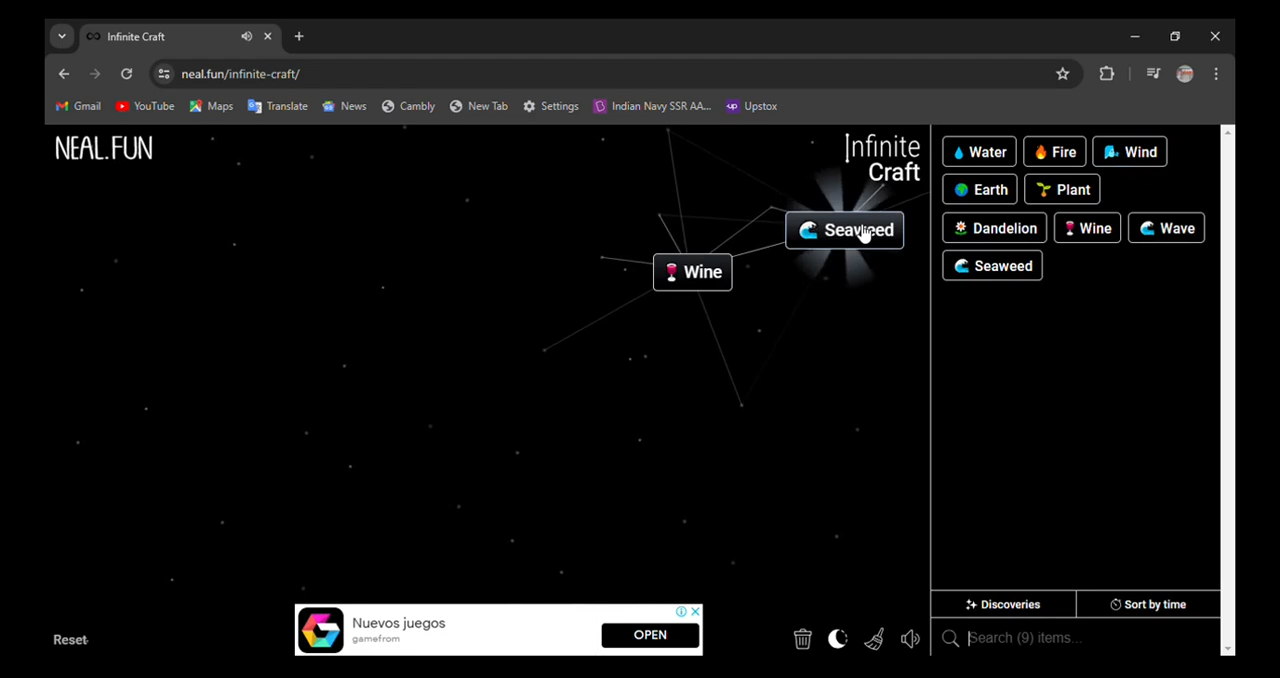 Infinite Craft
neal.fun/infinite-craft/
Gmail YouTube Maps Translate News Cambly New Tab Settings Indian Navy SSR AA... Upstox
NEAL.FUN
Infinite
Craft
Water Fire Wind
Earth Plant
Dandelion Wine Wave
Seaweed
Seaweed
Wine
Discoveries Sort by time
Search (9) items...
Nuevos juegos
gamefrom
OPEN
Reset